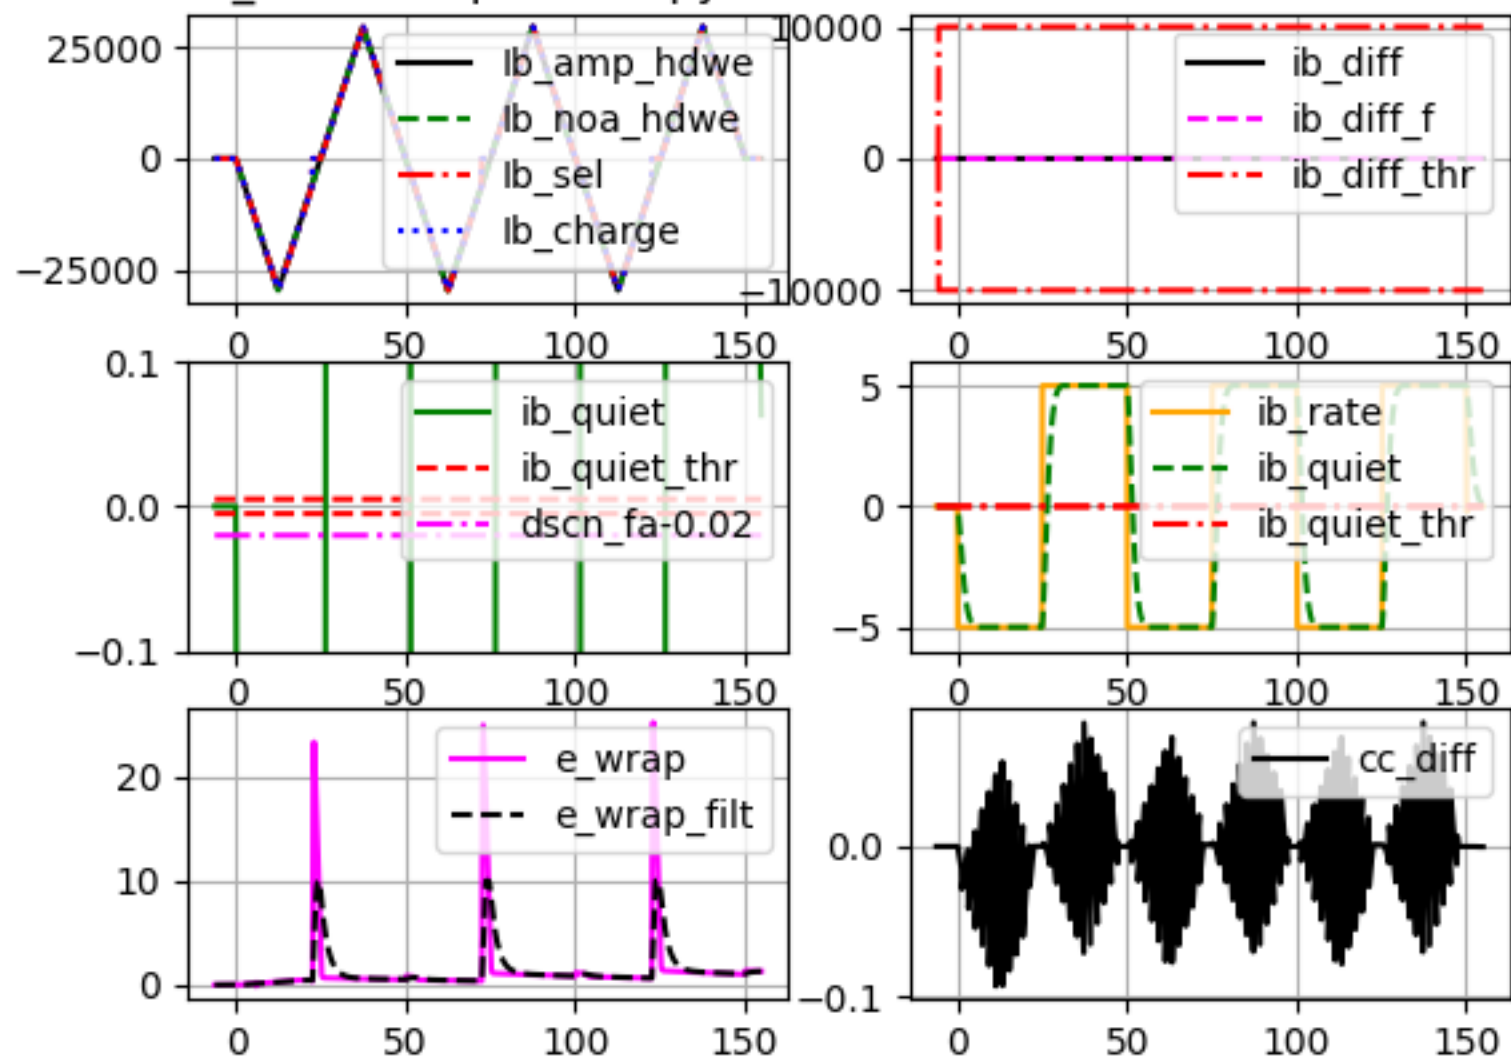 25000
0
−25000
Ib_amp_hdwe
Ib_noa_hdwe
Ib_sel
Ib_charge
0 50 100 150
10000
0
−10000
ib_diff
ib_diff_f
ib_diff_thr
0 50 100 150
0.1
0.0
−0.1
ib_quiet
ib_quiet_thr
dscn_fa-0.02
0 50 100 150
5
0
−5
ib_rate
ib_quiet
ib_quiet_thr
0 50 100 150
20
10
0
e_wrap
e_wrap_filt
0 50 100 150
0.0
−0.1
cc_diff
0 50 100 150